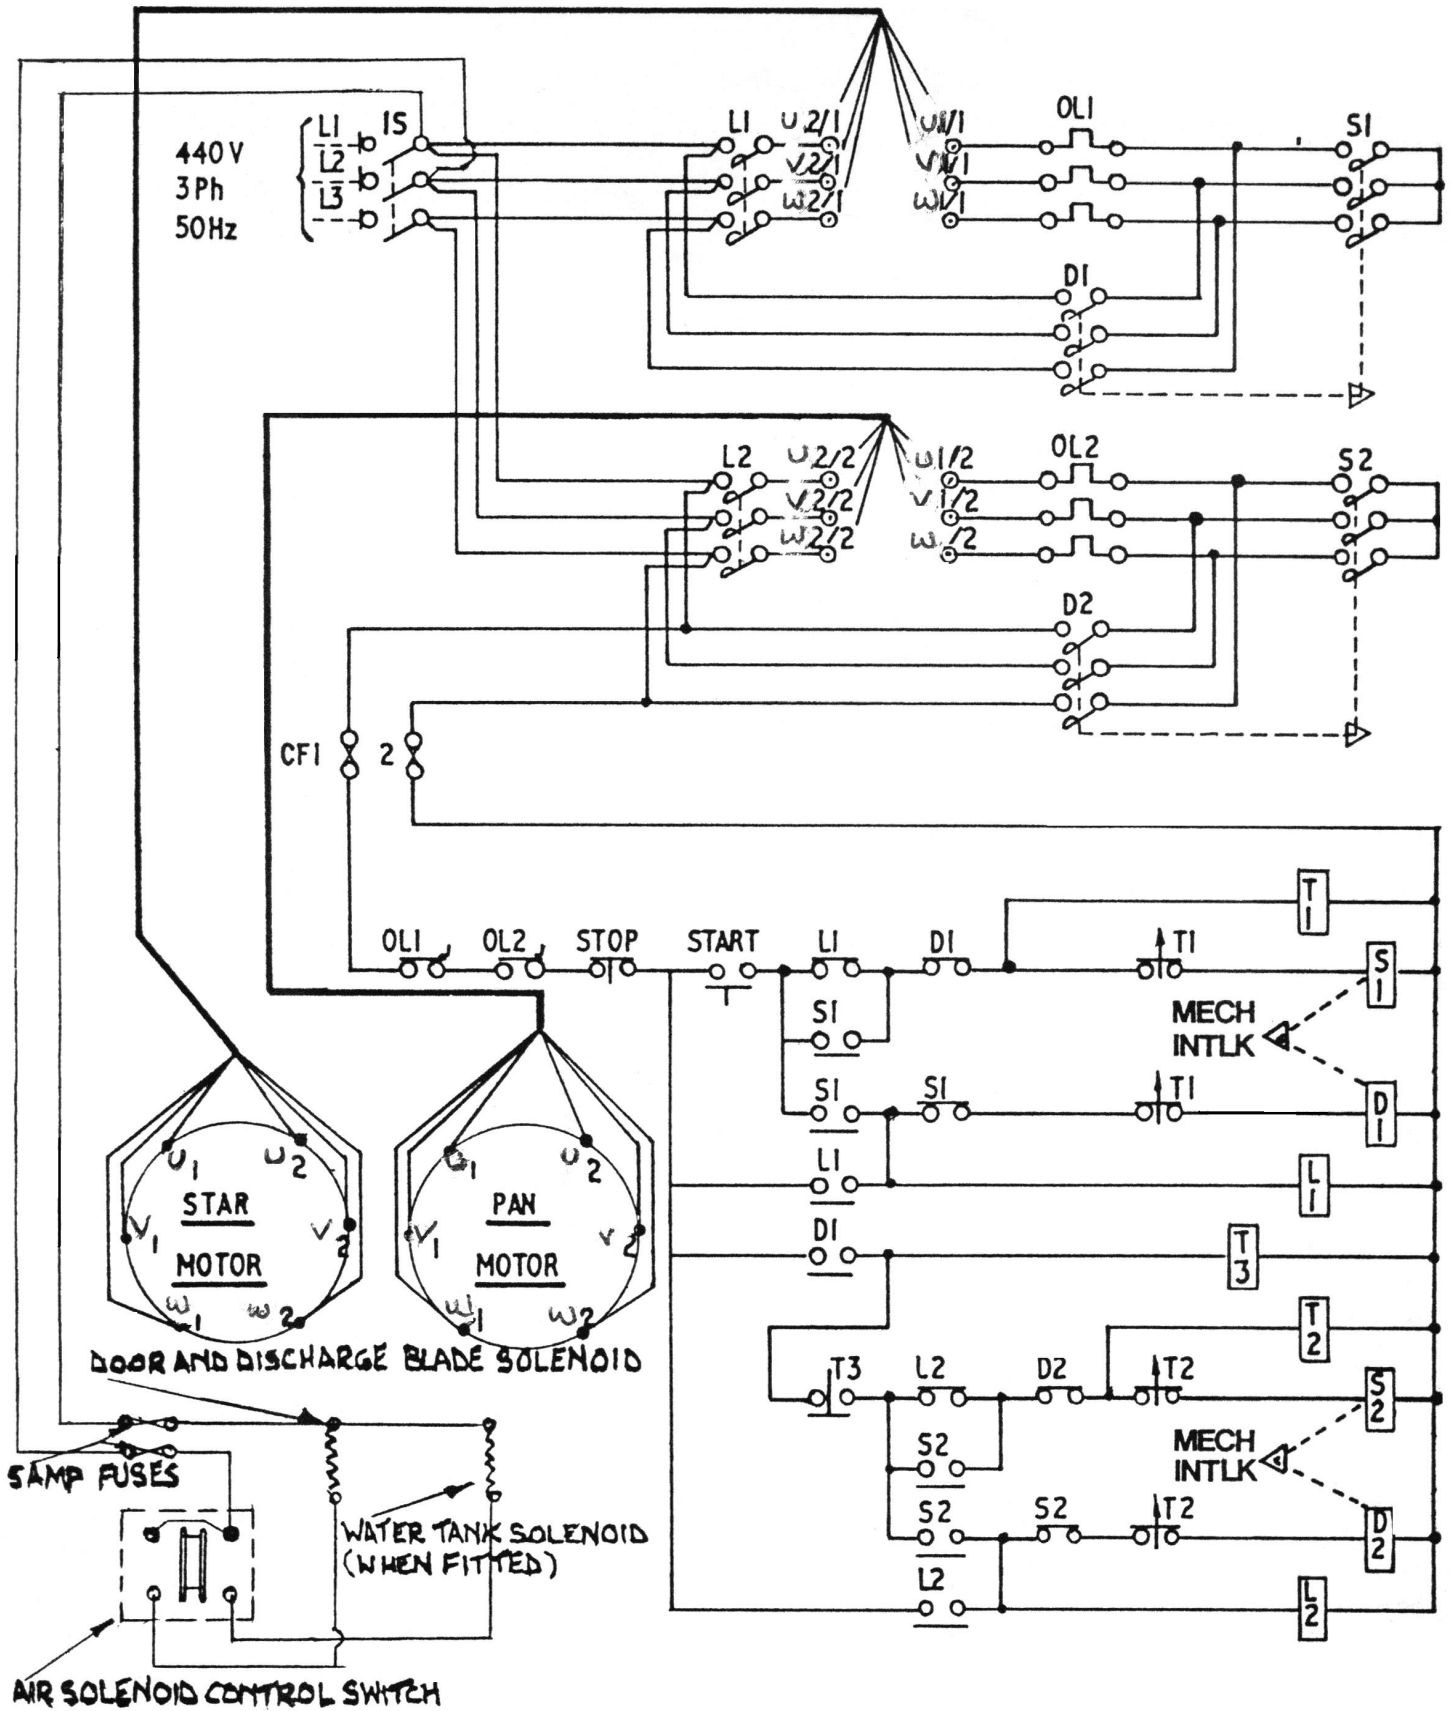 L1 IS
440V L2
3Ph L3
50Hz
L1 U2/1 U1/1 OL1 S1
V2/1 V1/1
W2/1 W1/1
D1
L2 U2/2 U1/2 OL2 S2
V2/2 V1/2
W2/2 W1/2
D2
CF1 2
T1
OL1 OL2 STOP START L1 D1 T1 S1
S1 MECH
INTLK
S1 S1 T1 D1
U1 U2 U1 U2
L1 L1
STAR PAN
V1 V2 V1 V2
D1 T3
MOTOR MOTOR
W1 W2 W1 W2
T2
DOOR AND DISCHARGE BLADE SOLENOID
T3 L2 D2 T2 S2
S2 MECH
INTLK
5AMP FUSES
S2 S2 T2 D2
WATER TANK SOLENOID
(WHEN FITTED)
L2 L2
AIR SOLENOID CONTROL SWITCH